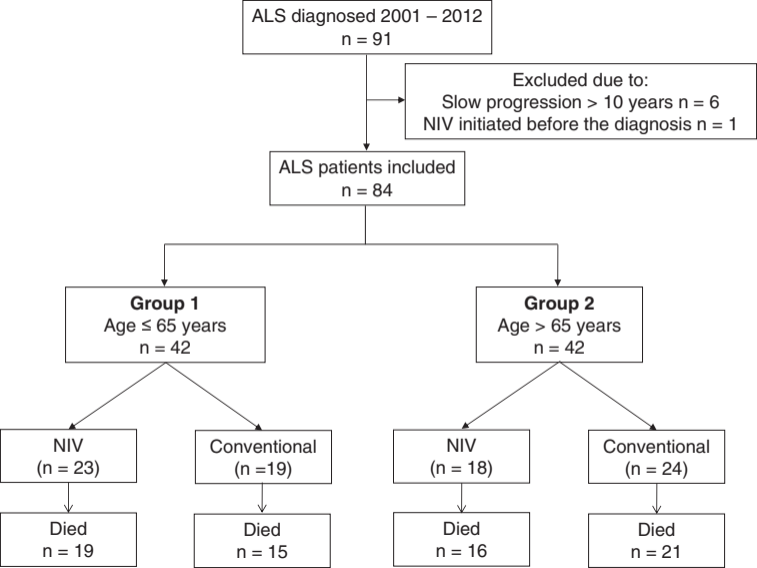 ALS diagnosed 2001 – 2012
n = 91
Excluded due to:
Slow progression > 10 years n = 6
NIV initiated before the diagnosis n = 1
ALS patients included
n = 84
Group 1
Age ≤ 65 years
n = 42
Group 2
Age > 65 years
n = 42
NIV
(n = 23)
Conventional
(n =19)
NIV
(n = 18)
Conventional
(n = 24)
Died
n = 19
Died
n = 15
Died
n = 16
Died
n = 21